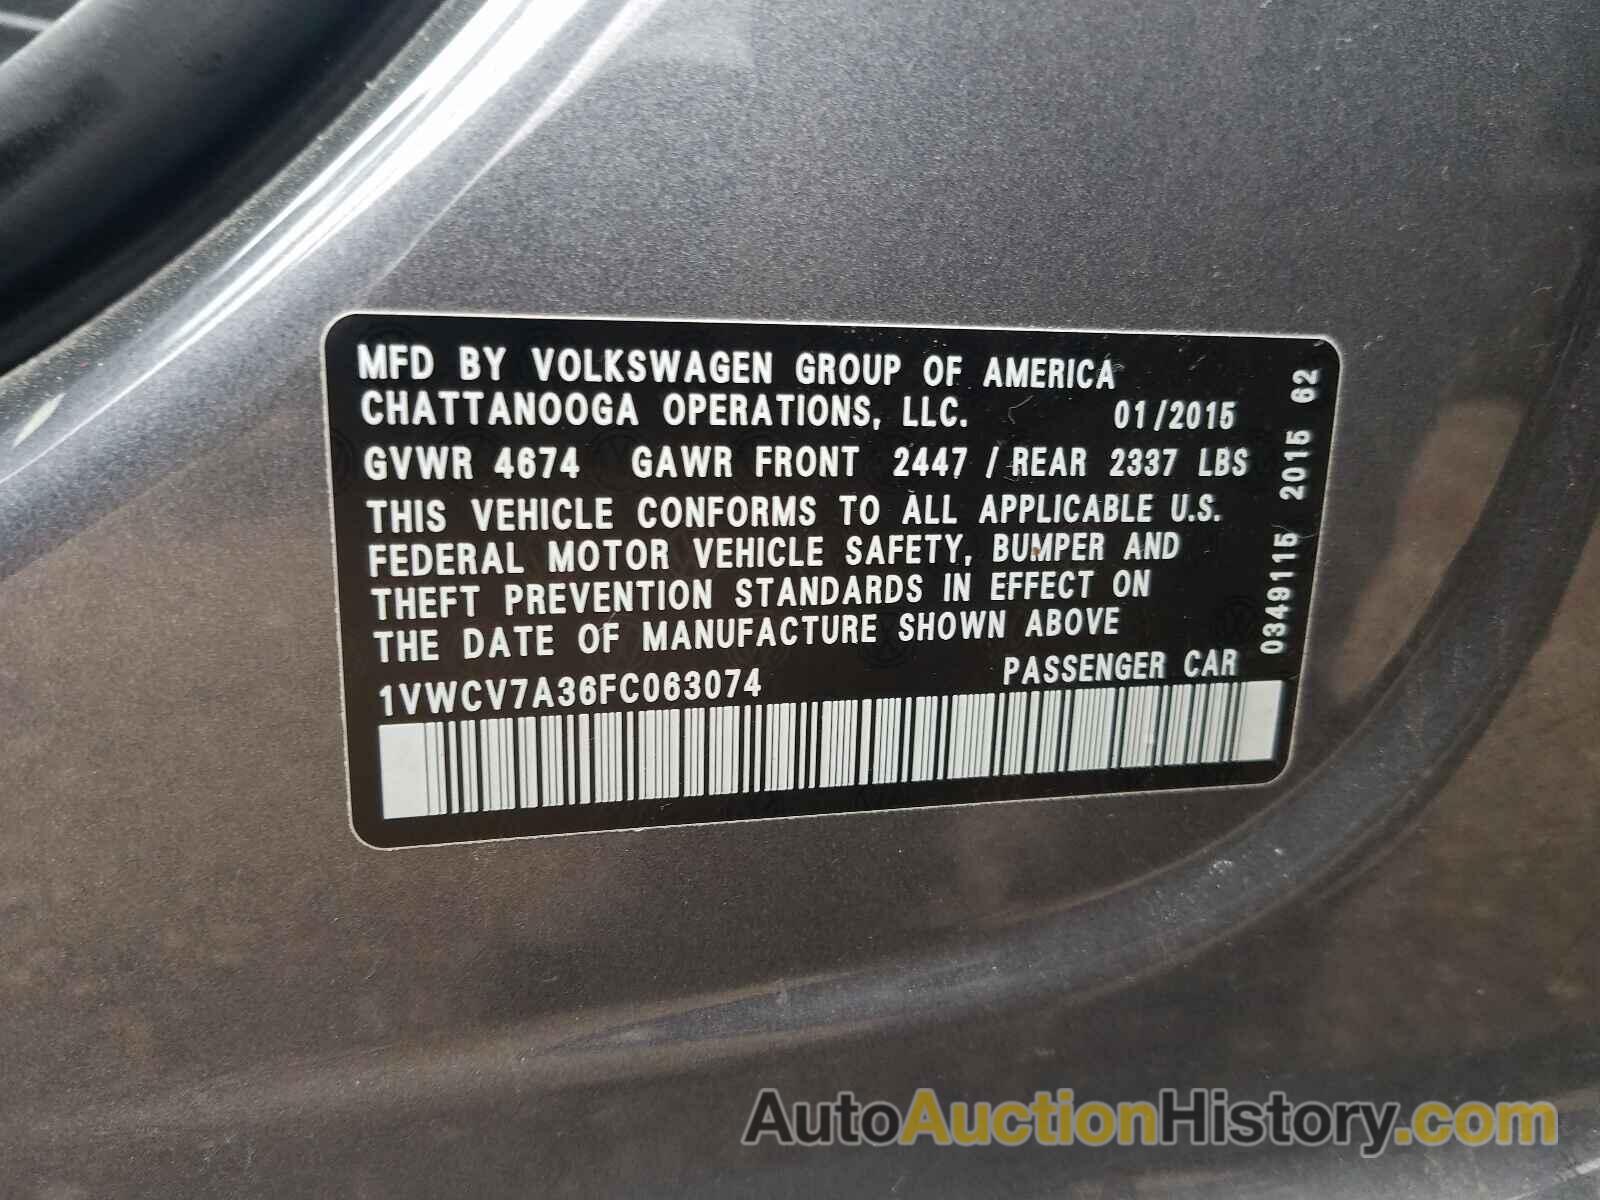 MFD BY VOLKSWAGEN GROUP OF AMERICA
CHATTANOOGA OPERATIONS, LLC. 01/2015
GVWR 4674 GAWR FRONT 2447 / REAR 2337 LBS
THIS VEHICLE CONFORMS TO ALL APPLICABLE U.S.
FEDERAL MOTOR VEHICLE SAFETY, BUMPER AND
THEFT PREVENTION STANDARDS IN EFFECT ON
THE DATE OF MANUFACTURE SHOWN ABOVE
1VWCV7A36FC063074 PASSENGER CAR
0349115 2015 62
AutoAuctionHistory.com